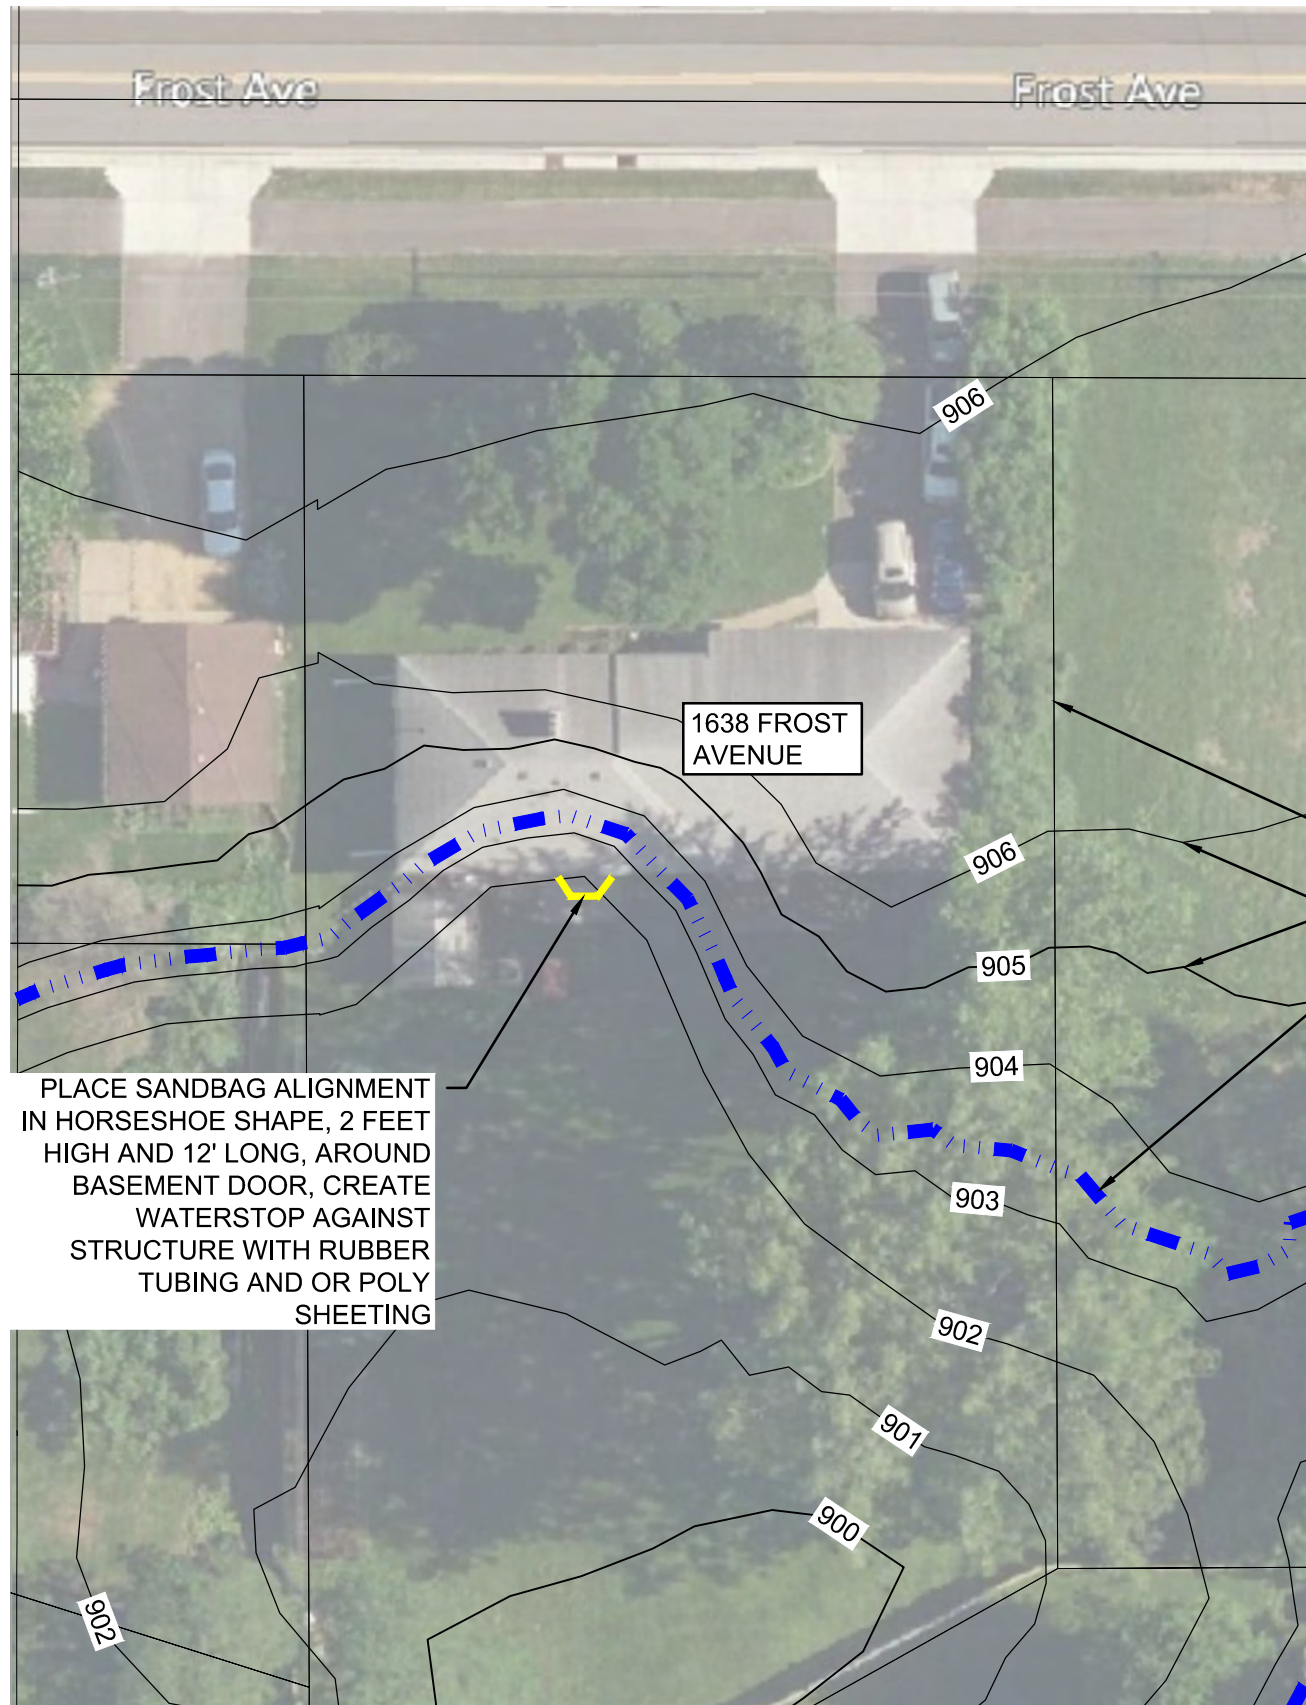 Frost Ave
Frost Ave
906
1638 FROST
AVENUE
906
905
904
PLACE SANDBAG ALIGNMENT
IN HORSESHOE SHAPE, 2 FEET
HIGH AND 12' LONG, AROUND
BASEMENT DOOR, CREATE
WATERSTOP AGAINST
STRUCTURE WITH RUBBER
TUBING AND OR POLY
SHEETING
903
902
901
900
902